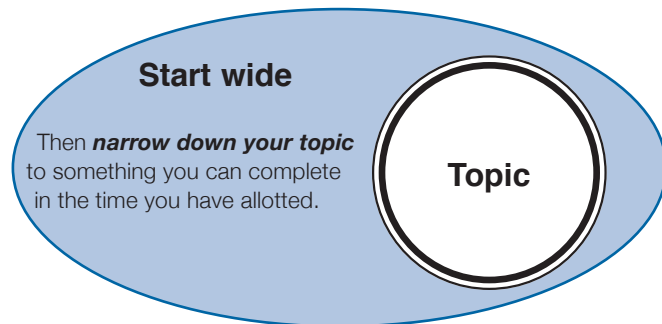 Start wide
Then narrow down your topic
to something you can complete
in the time you have allotted.
Topic